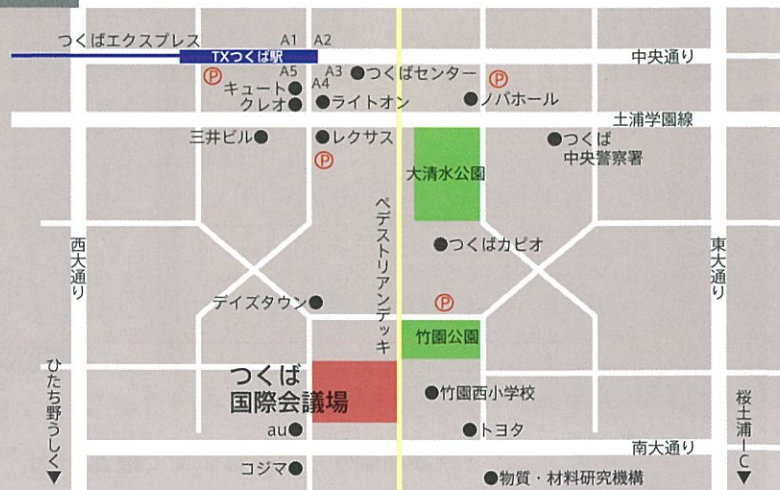 つくばエクスプレス
A1 A2
TXつくば駅
中央通り
Ⓟ
A5 A3
A4
つくばセンター
Ⓟ
キュート
クレオ
ライトオン
ノバホール
土浦学園線
三井ビル
レクサス
つくば
中央警察署
Ⓟ
大清水公園
ペデストリアンデッキ
西大通り
つくばカピオ
東大通り
デイズタウン
Ⓟ
竹園公園
つくば
国際会議場
ひたち野うしく
竹園西小学校
桜土浦IC
au
トヨタ
南大通り
コジマ
物質・材料研究機構